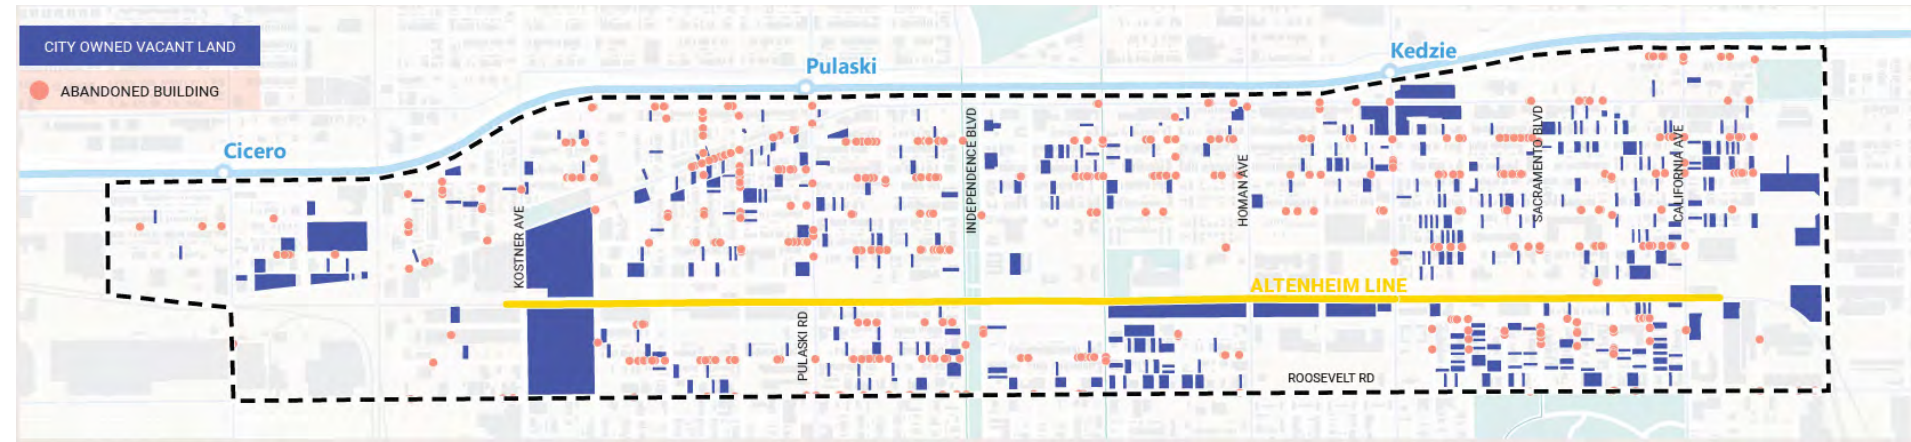 CITY OWNED VACANT LAND
ABANDONED BUILDING
Cicero
Pulaski
Kedzie
KOSTNER AVE
PULASKI RD
INDEPENDENCE BLVD
HOMAN AVE
SACRAMENTO BLVD
CALIFORNIA AVE
ALTENHEIM LINE
ROOSEVELT RD